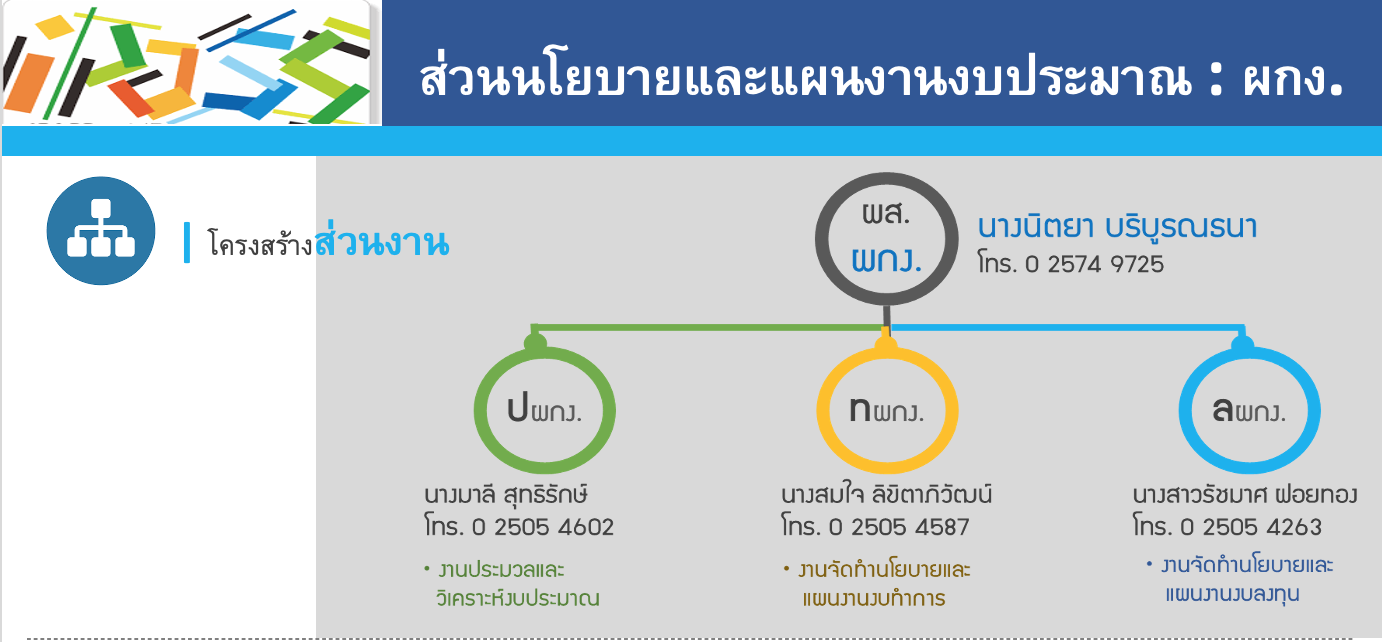 ส่วนนโยบายและแผนงานงบประมาณ : ผกง.
โครงสร้างส่วนงาน
ผส.
ผกง.
นางนิตยา บริบูรณธนา
โทร. 0 2574 9725
ปผกง.
ทผกง.
ลผกง.
นางมาลี สุทธิรักษ์
โทร. 0 2505 4602
• งานประมวลและ
วิเคราะห์งบประมาณ
นางสมใจ ลิขิตาภิวัฒน์
โทร. 0 2505 4587
• งานจัดทำนโยบายและ
แผนงานงบทำการ
นางสาวรัชมาศ ฝอยทอง
โทร. 0 2505 4263
• งานจัดทำนโยบายและ
แผนงานงบลงทุน